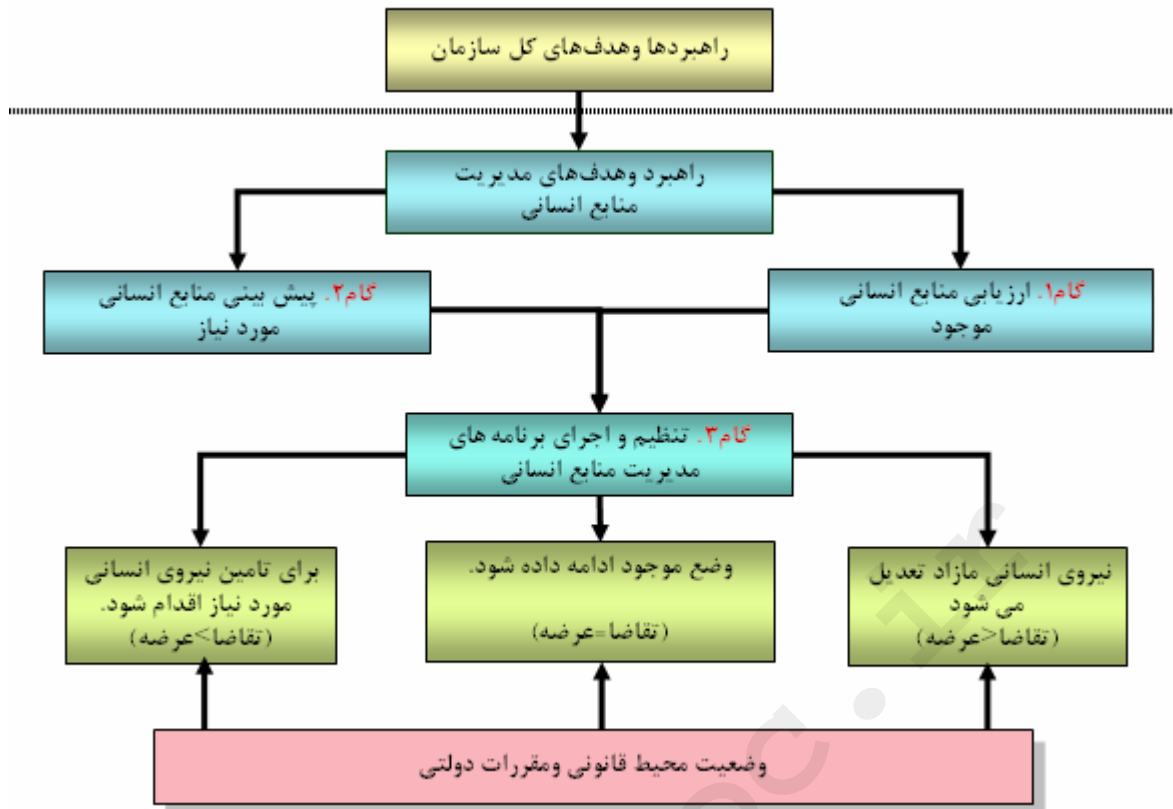 راهبردها وهدف‌های کل سازمان
راهبرد وهدف‌های مدیریت
منابع انسانی
گام۱. ارزیابی منابع انسانی
موجود
گام۲. پیش بینی منابع انسانی
مورد نیاز
گام۳. تنظیم و اجرای برنامه های
مدیریت منابع انسانی
نیروی انسانی مازاد تعدیل
می شود
(تقاضا<عرضه)
وضع موجود ادامه داده شود.
(تقاضا=عرضه)
برای تامین نیروی انسانی
مورد نیاز اقدام شود.
(تقاضا>عرضه)
وضعیت محیط قانونی ومقررات دولتی